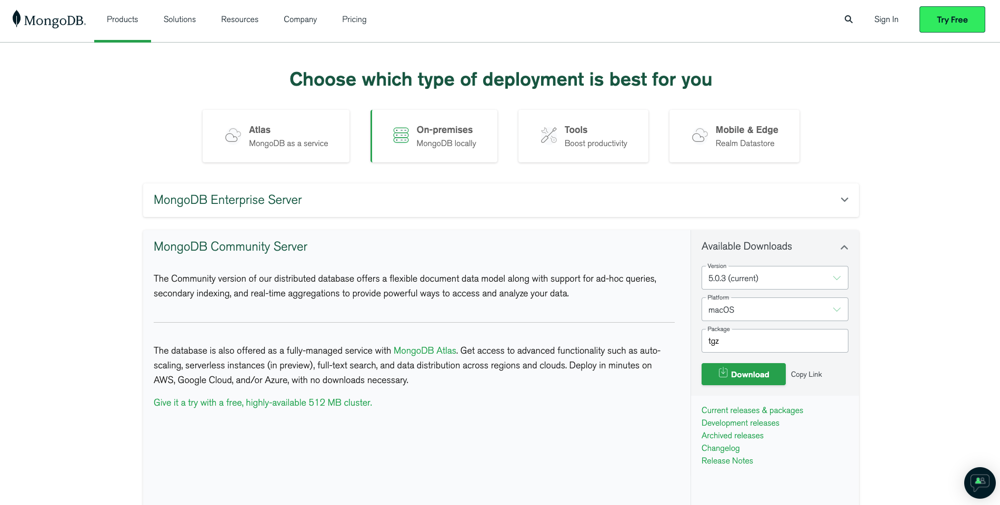 MongoDB.
Products
Solutions
Resources
Company
Pricing
Sign In
Try Free
Choose which type of deployment is best for you
Atlas
MongoDB as a service
On-premises
MongoDB locally
Tools
Boost productivity
Mobile & Edge
Realm Datastore
MongoDB Enterprise Server
MongoDB Community Server
The Community version of our distributed database offers a flexible document data model along with support for ad-hoc queries,
secondary indexing, and real-time aggregations to provide powerful ways to access and analyze your data.
The database is also offered as a fully-managed service with MongoDB Atlas. Get access to advanced functionality such as auto-
scaling, serverless instances (in preview), full-text search, and data distribution across regions and clouds. Deploy in minutes on
AWS, Google Cloud, and/or Azure, with no downloads necessary.
Give it a try with a free, highly-available 512 MB cluster.
Available Downloads
Version
5.0.3 (current)
Platform
macOS
Package
tgz
Download
Copy Link
Current releases & packages
Development releases
Archived releases
Changelog
Release Notes